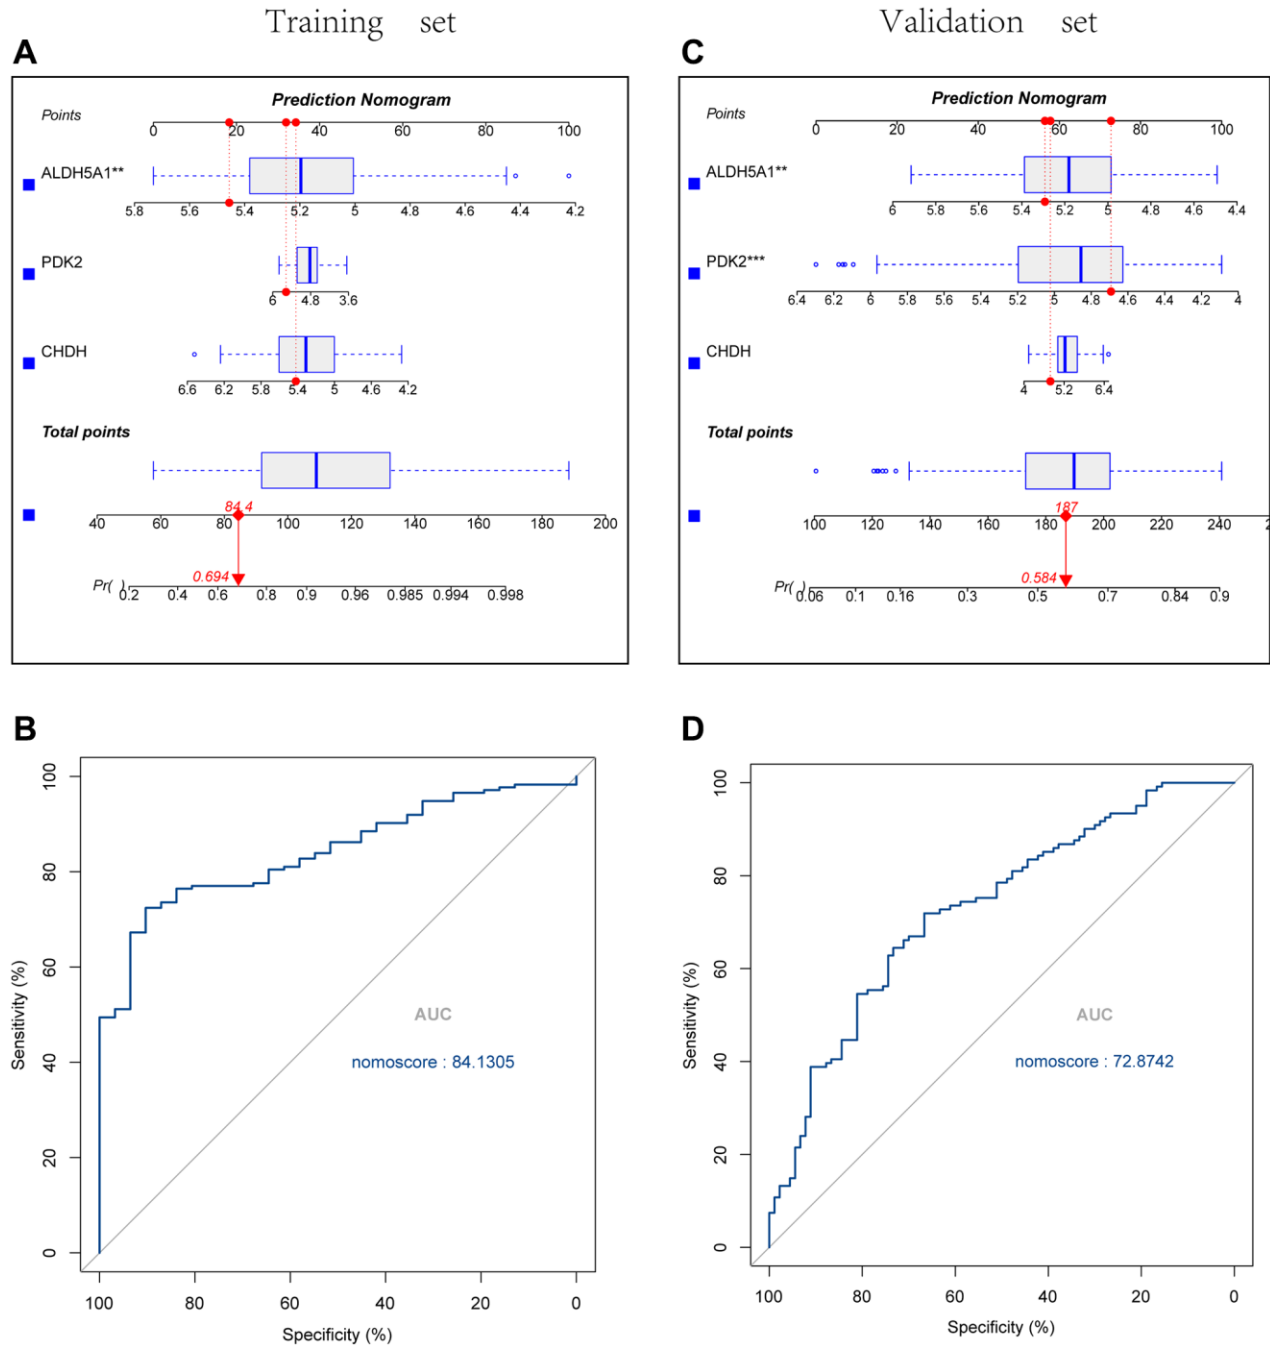 Training set
Validation set
A
Prediction Nomogram
Points
0 20 40 60 80 100
ALDH5A1**
5.8 5.6 5.4 5.2 5 4.8 4.6 4.4 4.2
PDK2
6 4.8 3.6
CHDH
6.6 6.2 5.8 5.4 5 4.6 4.2
Total points
84.4
40 60 80 100 120 140 160 180 200
0.694
Pr( )
0.2 0.4 0.6 0.8 0.9 0.96 0.985 0.994 0.998
C
Prediction Nomogram
Points
0 20 40 60 80 100
ALDH5A1**
6 5.8 5.6 5.4 5.2 5 4.8 4.6 4.4
PDK2***
6.4 6.2 6 5.8 5.6 5.4 5.2 5 4.8 4.6 4.4 4.2 4
CHDH
4 5.2 6.4
Total points
187
100 120 140 160 180 200 220 240 26
0.584
Pr( )
0.06 0.1 0.16 0.3 0.5 0.7 0.84 0.9
B
Sensitivity (%)
100
80
60
40
20
0
AUC
nomoscore : 84.1305
100 80 60 40 20 0
Specificity (%)
D
Sensitivity (%)
100
80
60
40
20
0
AUC
nomoscore : 72.8742
100 80 60 40 20 0
Specificity (%)